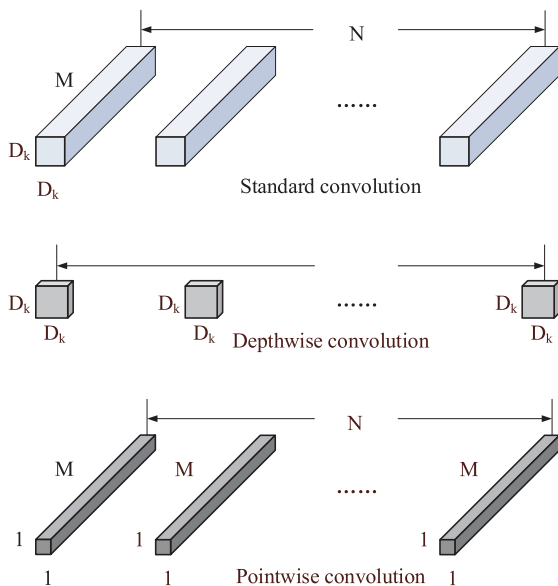 N
M
......
Dk
Dk
Standard convolution
Dk
Dk
......
Dk
Dk
Dk
Dk
Depthwise convolution
N
M
M
......
M
1
1
1
1
1
1
Pointwise convolution